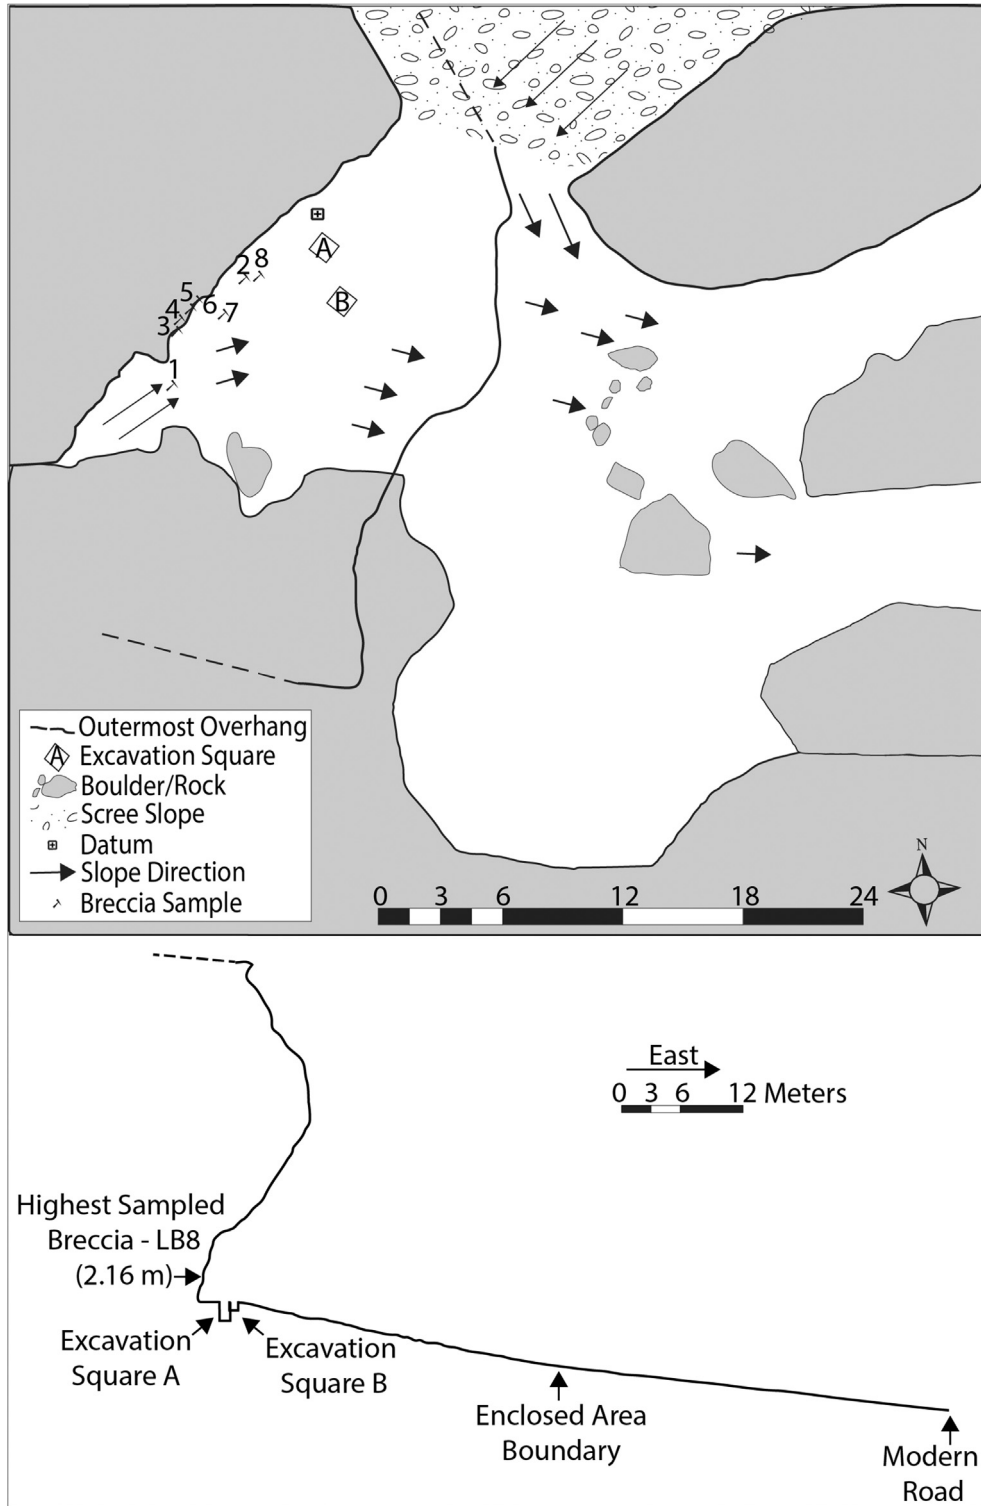 A
B
2 8
5
4 6 7
3
1
Outermost Overhang
A Excavation Square
Boulder/Rock
Scree Slope
Datum
Slope Direction
Breccia Sample
N
0 3 6 12 18 24
East
0 3 6 12 Meters
Highest Sampled
Breccia - LB8
(2.16 m)
Excavation
Square A
Excavation
Square B
Enclosed Area
Boundary
Modern
Road